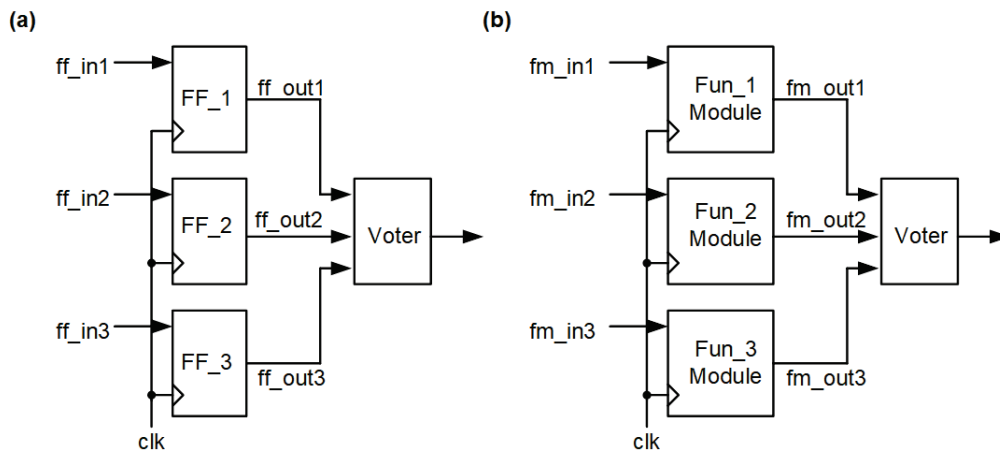 (a)
ff_in1
FF_1
ff_out1
ff_in2
FF_2
ff_out2
Voter
ff_in3
FF_3
ff_out3
clk
(b)
fm_in1
Fun_1
Module
fm_out1
fm_in2
Fun_2
Module
fm_out2
Voter
fm_in3
Fun_3
Module
fm_out3
clk